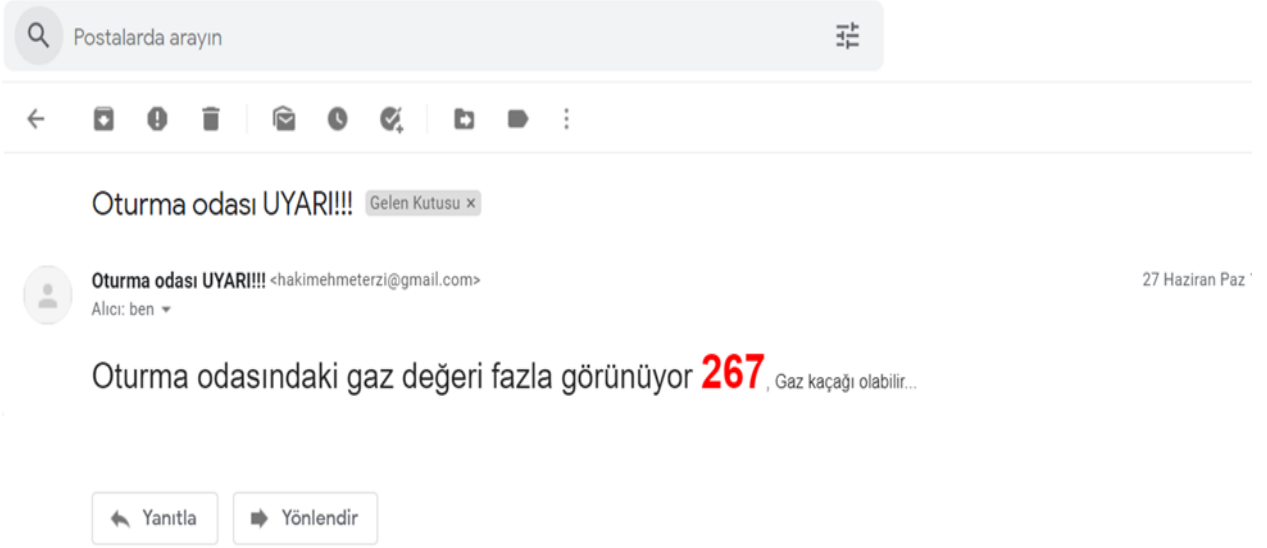 Postalarda arayın
Oturma odası UYARI!!! Gelen Kutusu ×
Oturma odası UYARI!!! <hakimehmeterzi@gmail.com> 27 Haziran Paz
Alıcı: ben
Oturma odasındaki gaz değeri fazla görünüyor 267, Gaz kaçağı olabilir...
Yanıtla Yönlendir